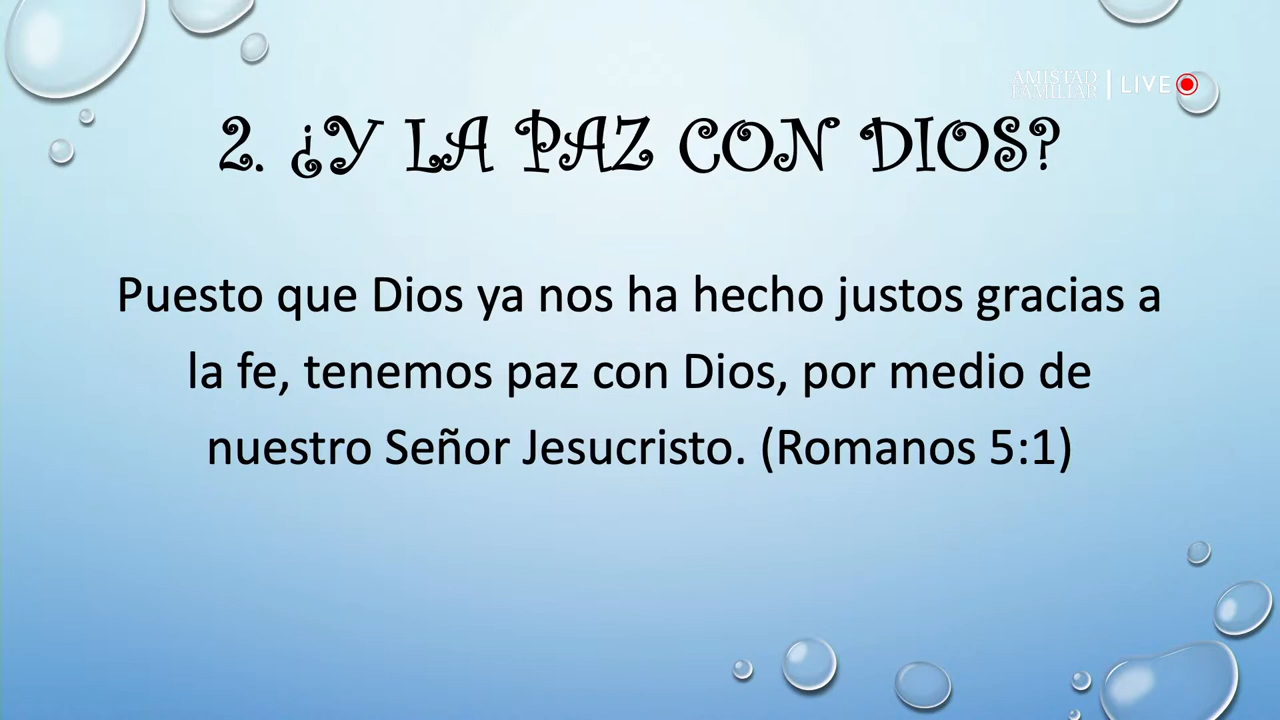 AMISTAD
FAMILIAR
LIVE
2. ¿Y LA PAZ CON DIOS?
Puesto que Dios ya nos ha hecho justos gracias a
la fe, tenemos paz con Dios, por medio de
nuestro Señor Jesucristo. (Romanos 5:1)